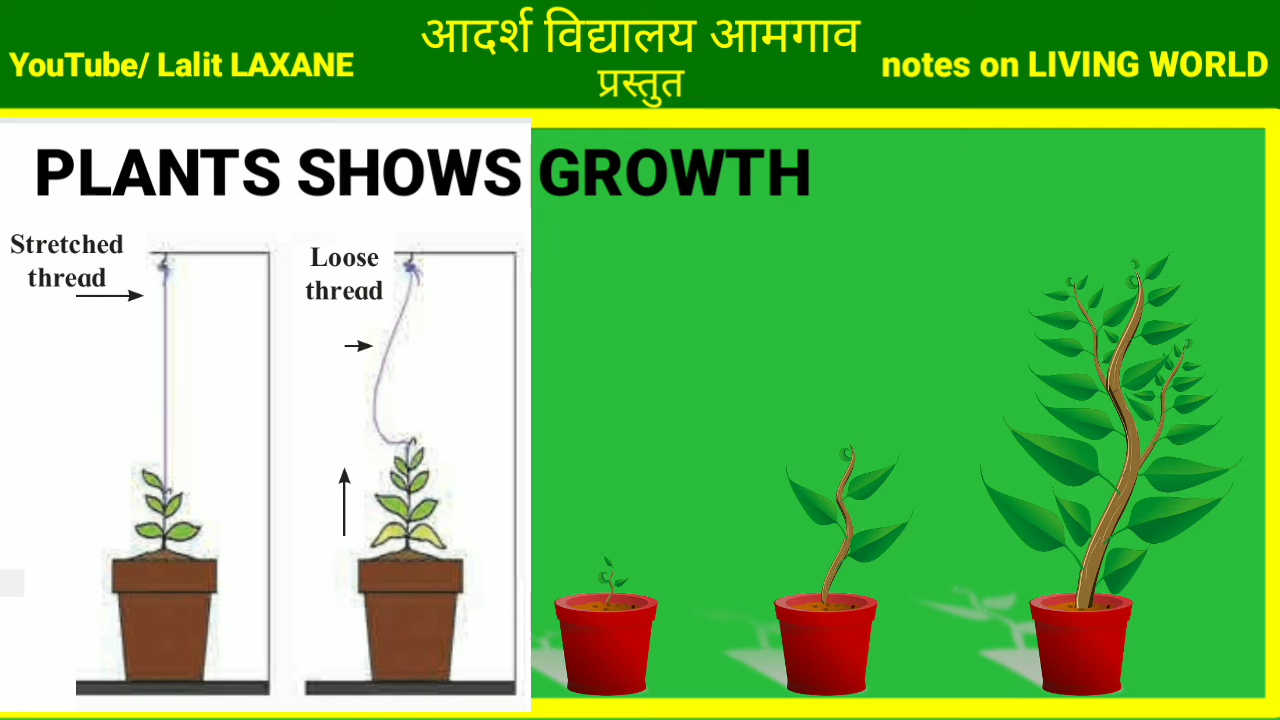 आदर्श विद्यालय आमगाव
YouTube/ Lalit LAXANE
प्रस्तुत
notes on LIVING WORLD
PLANTS SHOWS GROWTH
Stretched
thread
Loose
thread